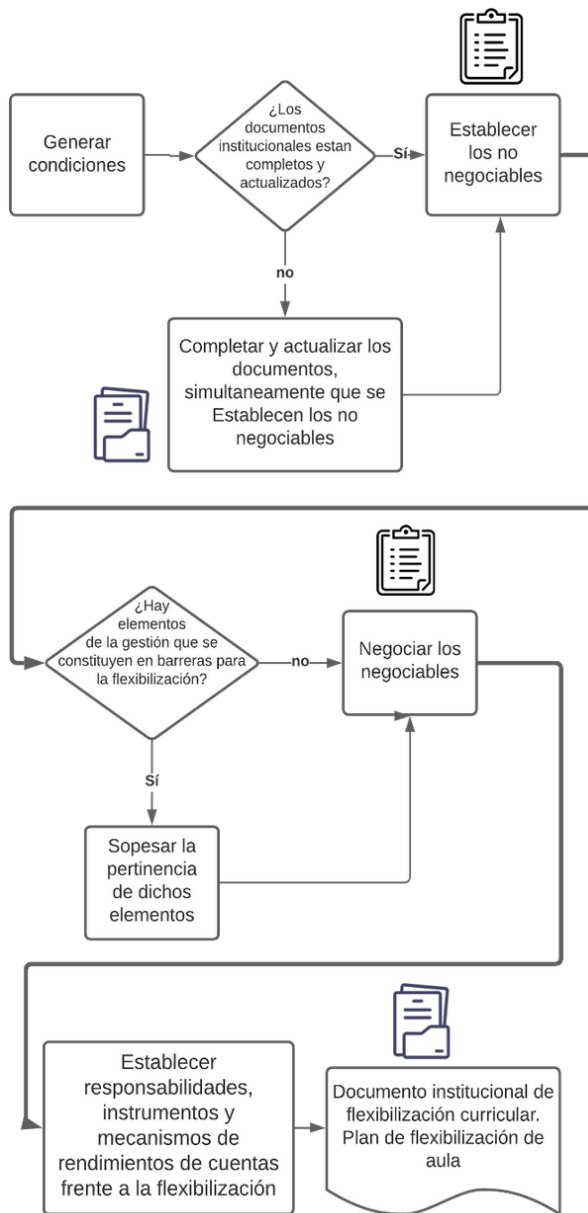 Generar
condiciones
¿Los
documentos
institucionales estan
completos y
actualizados?
Sí
Establecer
los no
negociables
no
Completar y actualizar los
documentos,
simultaneamente que se
Establecen los no
negociables
¿Hay
elementos
de la gestión que se
constituyen en barreras para
la flexibilización?
no
Negociar los
negociables
Sí
Sopesar la
pertinencia
de dichos
elementos
Establecer
responsabilidades,
instrumentos y
mecanismos de
rendimientos de cuentas
frente a la flexibilización
Documento institucional de
flexibilización curricular.
Plan de flexibilización de
aula